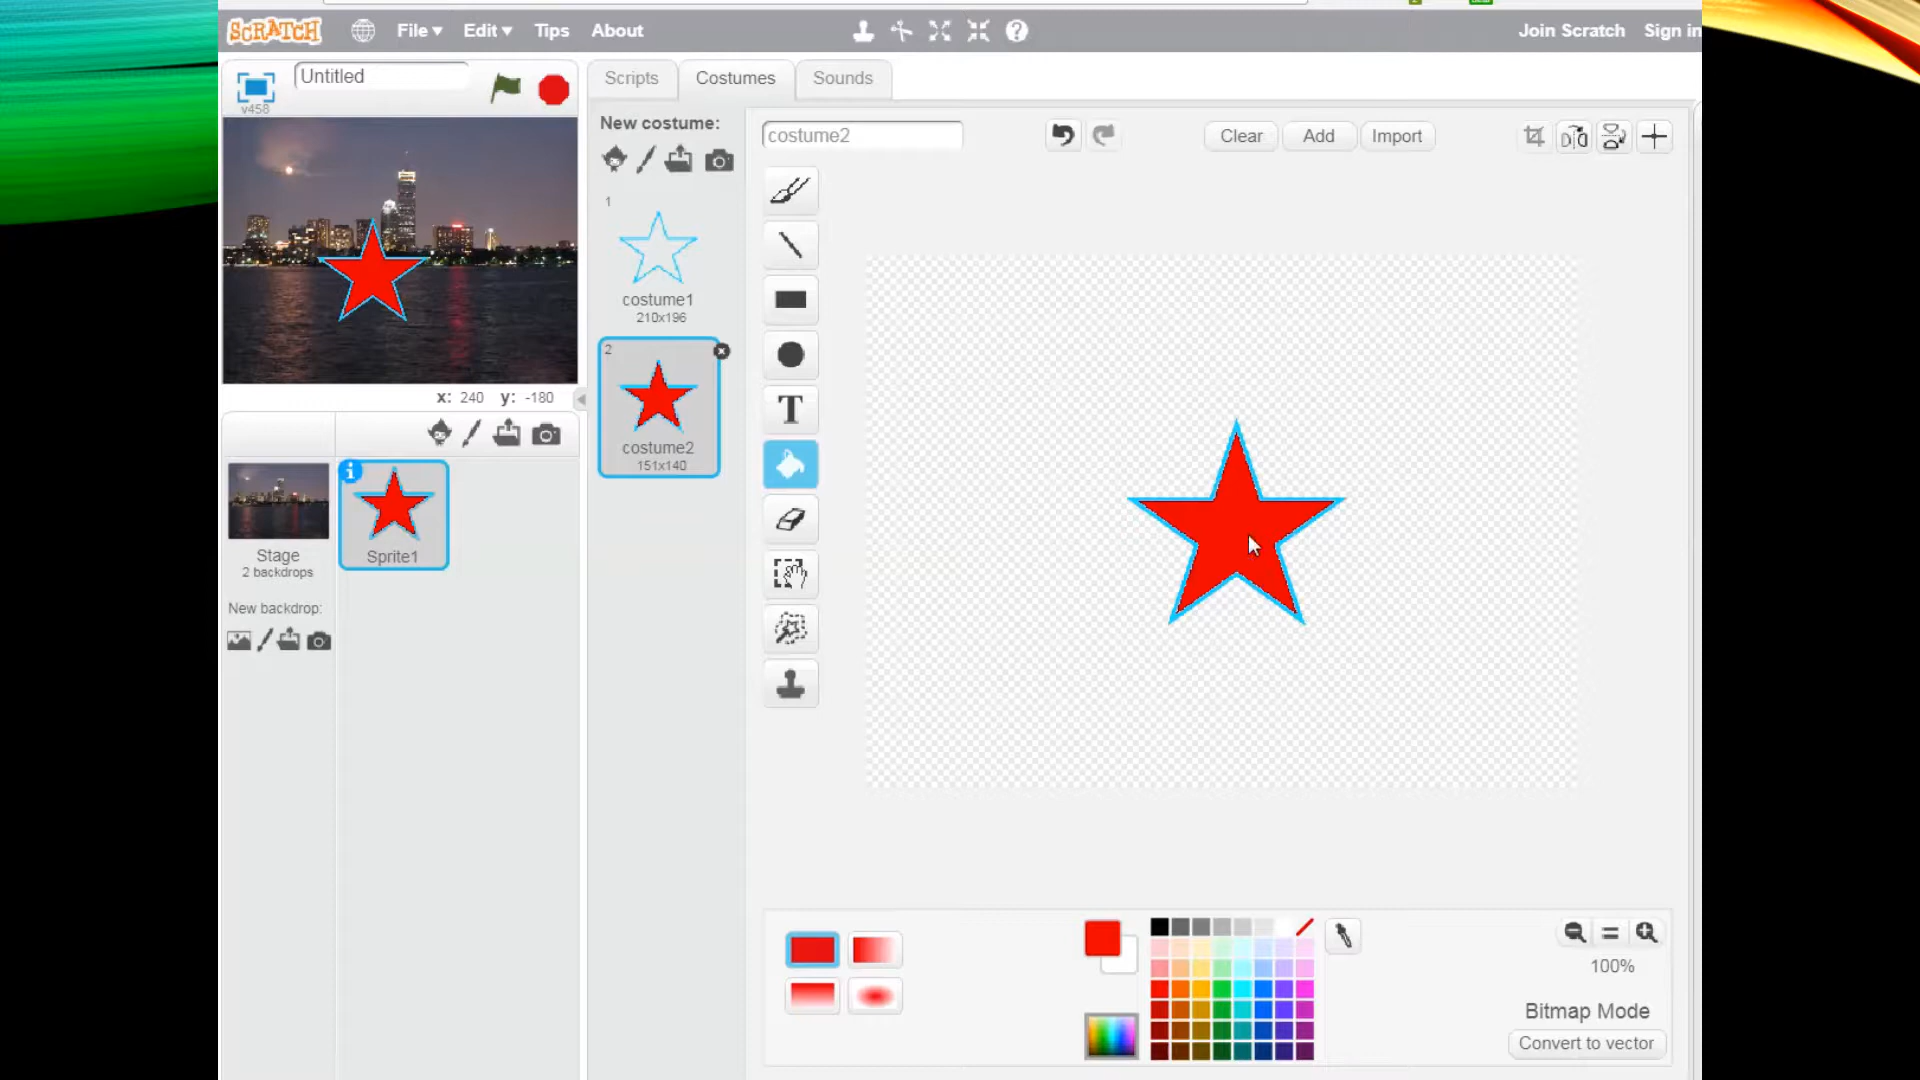 SCRATCH File Edit Tips About Join Scratch Sign in
v458 Untitled
Scripts Costumes Sounds
New costume:
costume2
Clear Add Import
1
costume1
210x196
2
costume2
151x140
T
x: 240 y: -180
i
Sprite1
Stage
2 backdrops
New backdrop:
100%
Bitmap Mode
Convert to vector